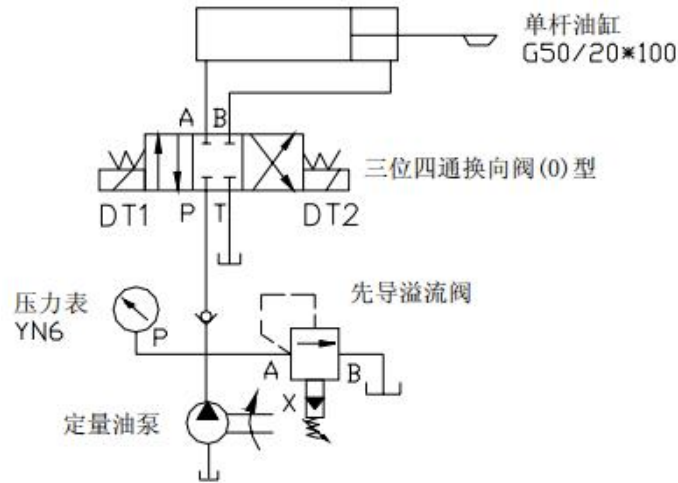 单杆油缸
G50/20*100
A B
三位四通换向阀(O)型
DT1 P T DT2
先导溢流阀
压力表
YN6
P
A B
X
定量油泵